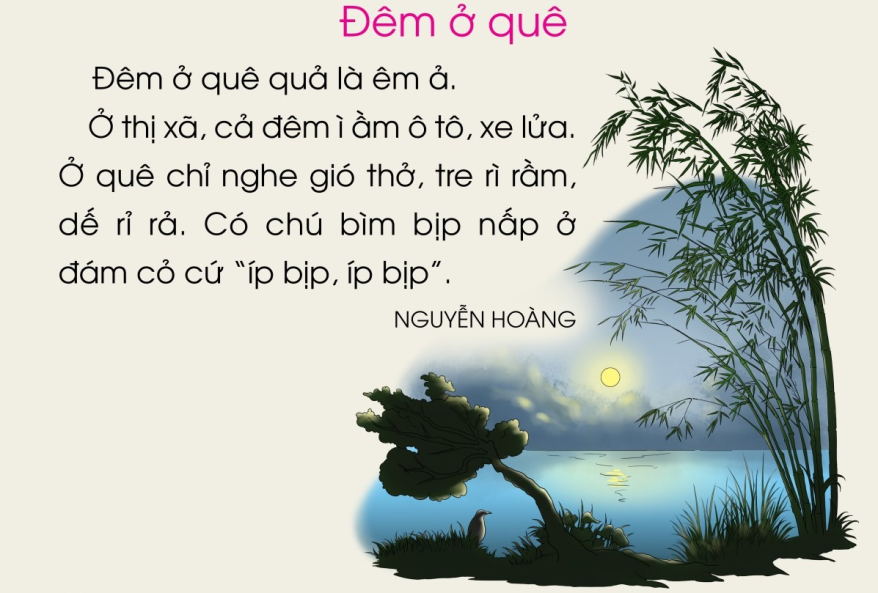 Đêm ở quê
Đêm ở quê quả là êm ả.
Ở thị xã, cả đêm ì ầm ô tô, xe lửa.
Ở quê chỉ nghe gió thở, tre rì rầm,
dế rỉ rả. Có chú bìm bịp nấp ở
đám cỏ cứ “íp bịp, íp bịp”.
NGUYỄN HOÀNG